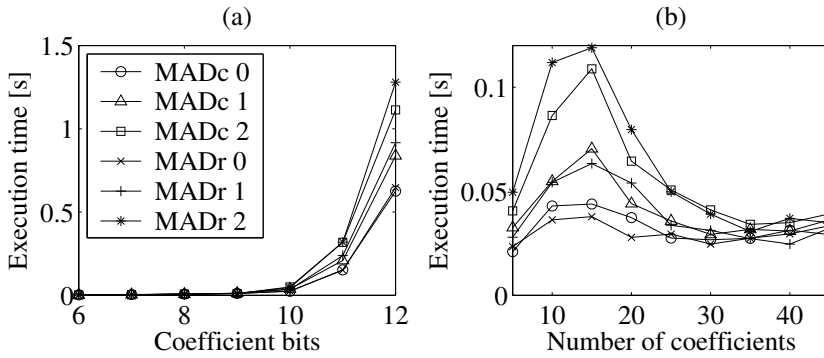 (a)
Execution time [s]
1.5
1
0.5
0
6
8
10
12
Coefficient bits
MADc 0
MADc 1
MADc 2
MADr 0
MADr 1
MADr 2
(b)
Execution time [s]
0.1
0.05
0
10
20
30
40
Number of coefficients